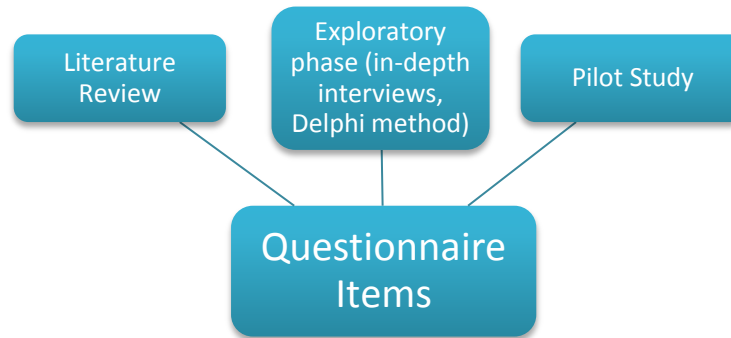 Literature
Review
Exploratory
phase (in-depth
interviews,
Delphi method)
Pilot Study
Questionnaire
Items